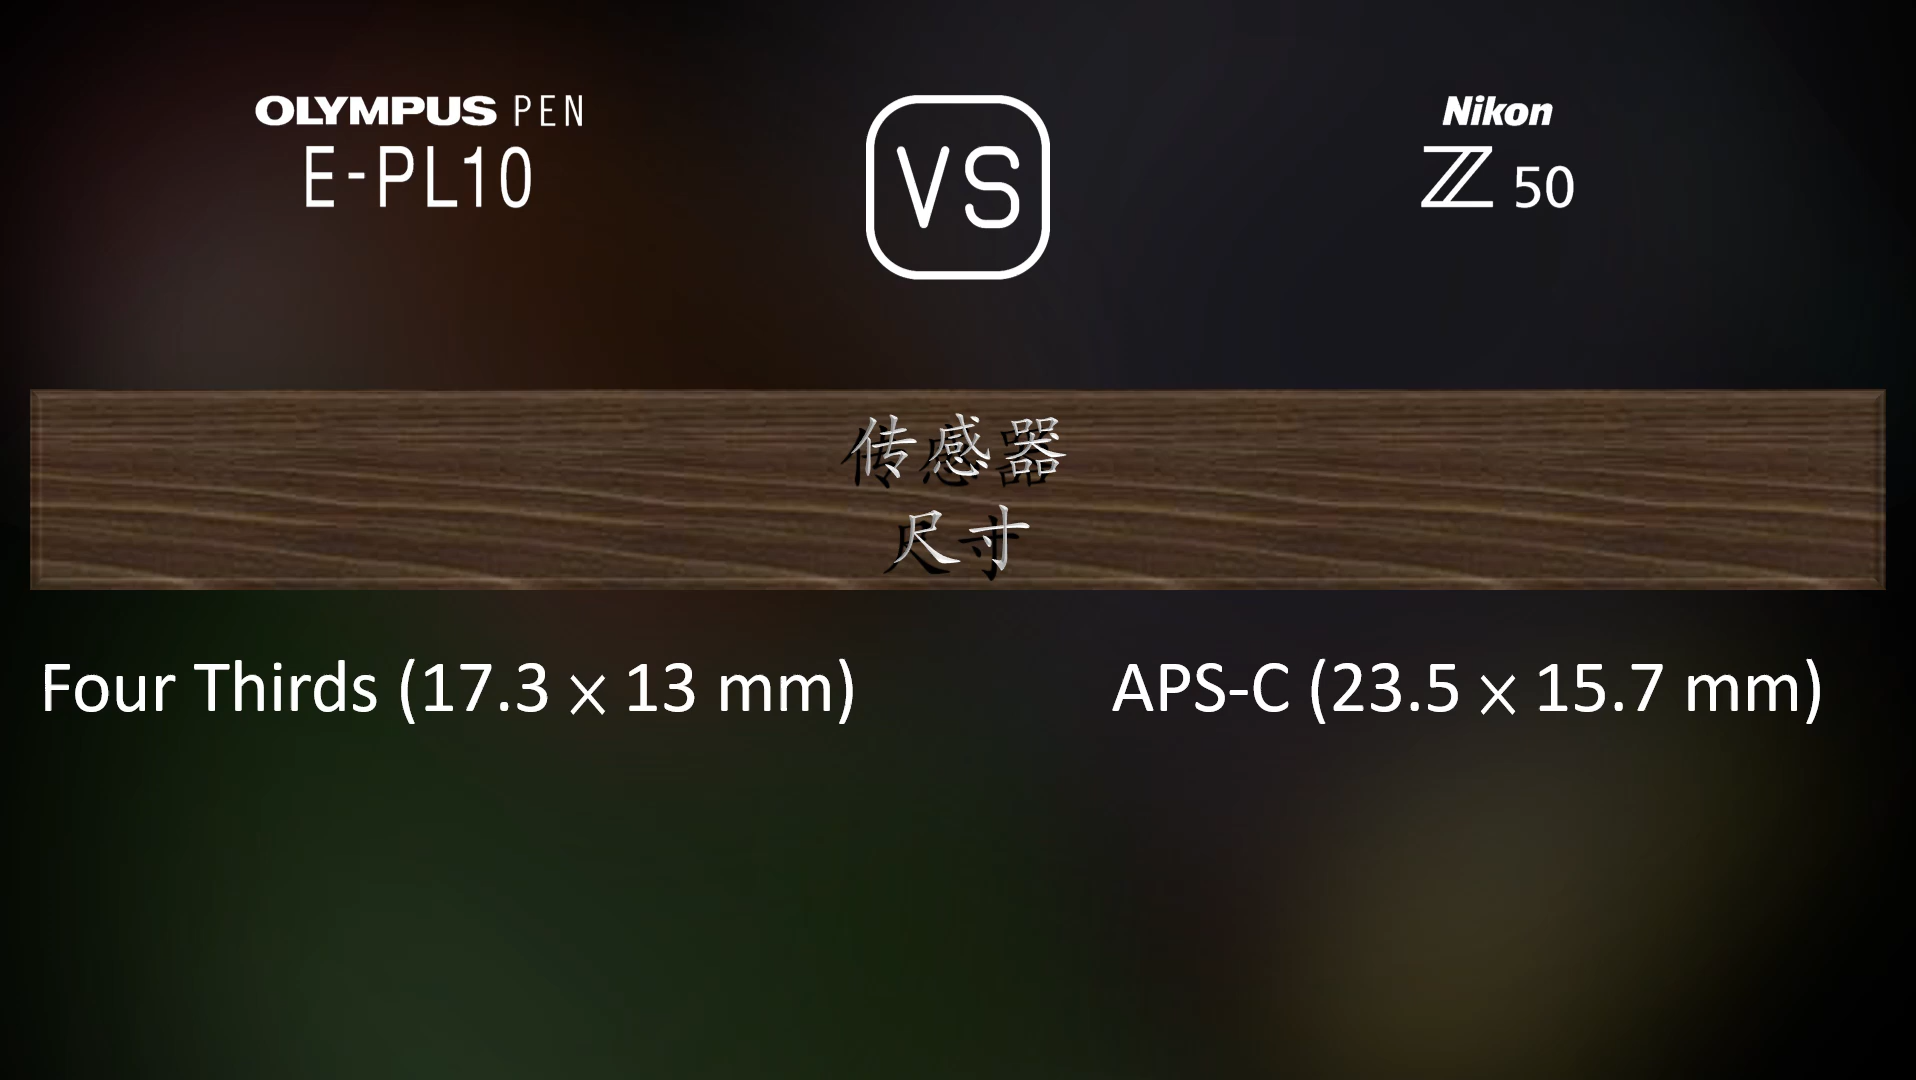 OLYMPUS PEN
E-PL10
VS
Nikon
Z 50
传感器
尺寸
Four Thirds (17.3 x 13 mm)
APS-C (23.5 x 15.7 mm)